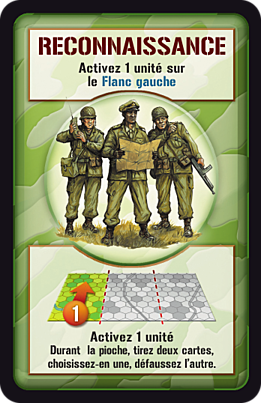 RECONNAISSANCE
Activez 1 unité sur
le Flanc gauche
1
Activez 1 unité
Durant la pioche, tirez deux cartes,
choisissez-en une, défaussez l'autre.